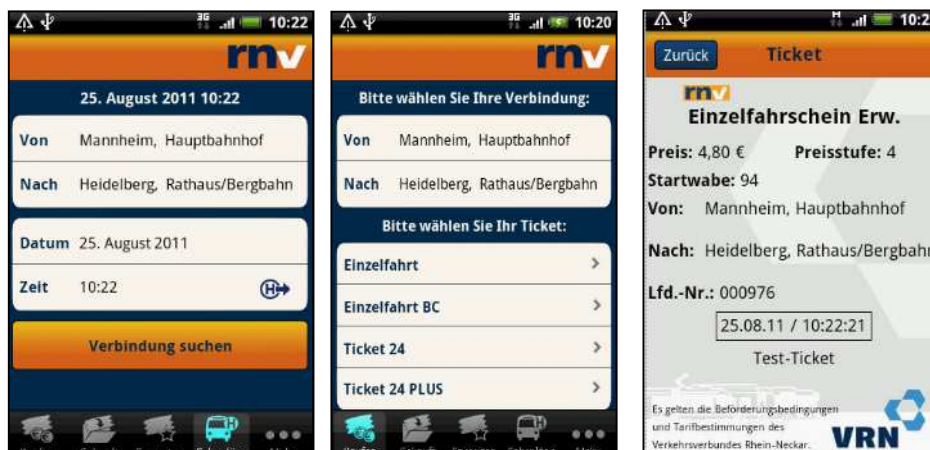 3G 10:22
rnv
25. August 2011 10:22
Von Mannheim, Hauptbahnhof
Nach Heidelberg, Rathaus/Bergbahn
Datum 25. August 2011
Zeit 10:22 H
Verbindung suchen
3G 10:20
rnv
Bitte wählen Sie Ihre Verbindung:
Von Mannheim, Hauptbahnhof
Nach Heidelberg, Rathaus/Bergbahn
Bitte wählen Sie Ihr Ticket:
Einzelfahrt
Einzelfahrt BC
Ticket 24
Ticket 24 PLUS
H 10:2
Zurück Ticket
rnv
Einzelfahrschein Erw.
Preis: 4,80 € Preisstufe: 4
Startwabe: 94
Von: Mannheim, Hauptbahnhof
Nach: Heidelberg, Rathaus/Bergbahn
Lfd.-Nr.: 000976
25.08.11 / 10:22:21
Test-Ticket
Es gelten die Beförderungsbedingungen
und Tarifbestimmungen des
Verkehrsverbundes Rhein-Neckar.
VRN